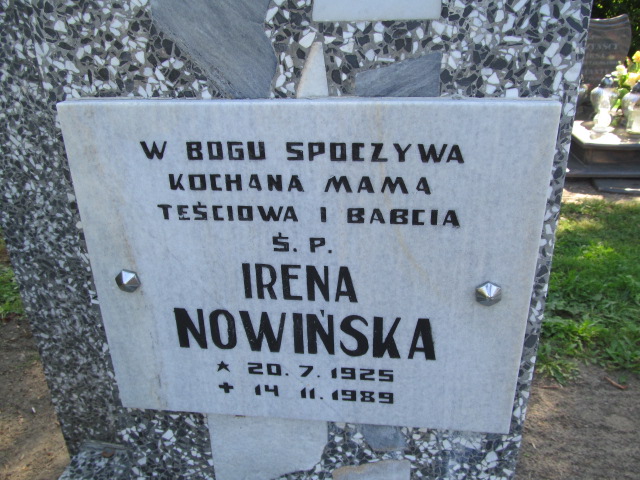 W BOGU SPOCZYWA
KOCHANA MAMA
TEŚCIOWA I BABCIA
Ś. P.
IRENA
NOWIŃSKA
* 20. 7. 1925
+ 14 11. 1989